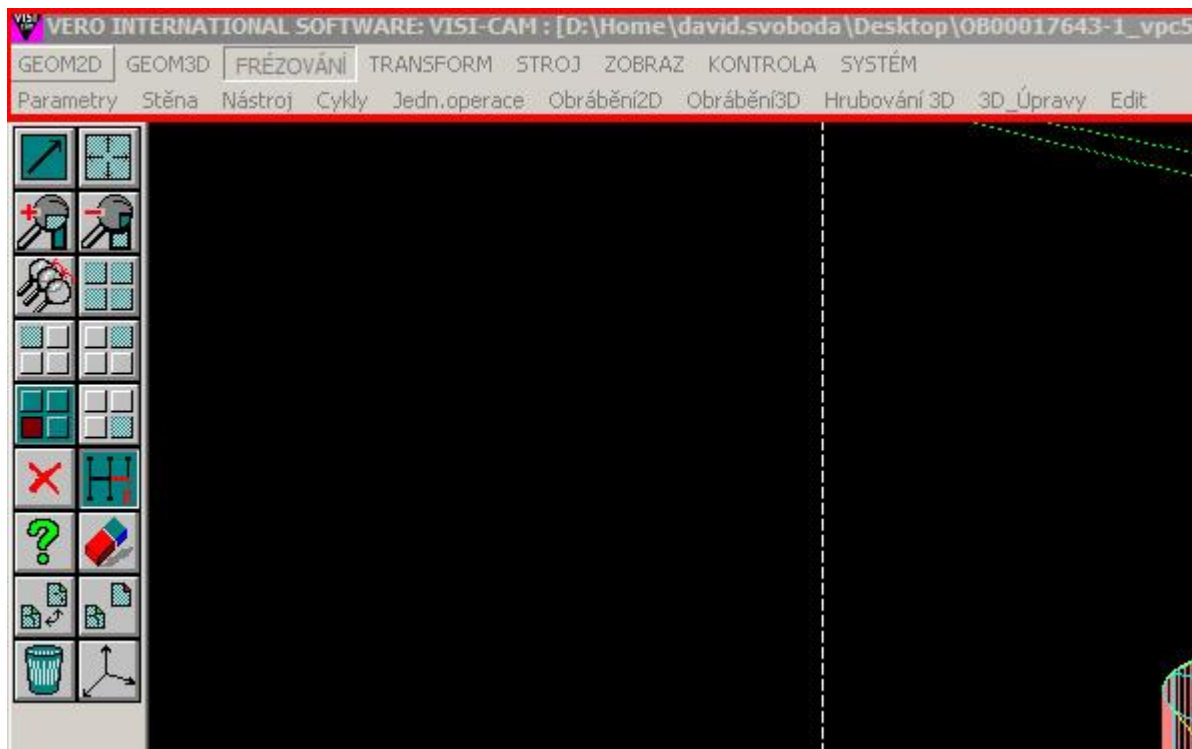 VERO INTERNATIONAL SOFTWARE: VISI-CAM : [D:\Home\david.svoboda\Desktop\OB00017643-1_vpc5
GEOM2D GEOM3D FRÉZOVÁNÍ TRANSFORM STROJ ZOBRAZ KONTROLA SYSTÉM
Parametry Stěna Nástroj Cykly Jedn.operace Obrábění2D Obrábění3D Hrubování 3D 3D_Úpravy Edit